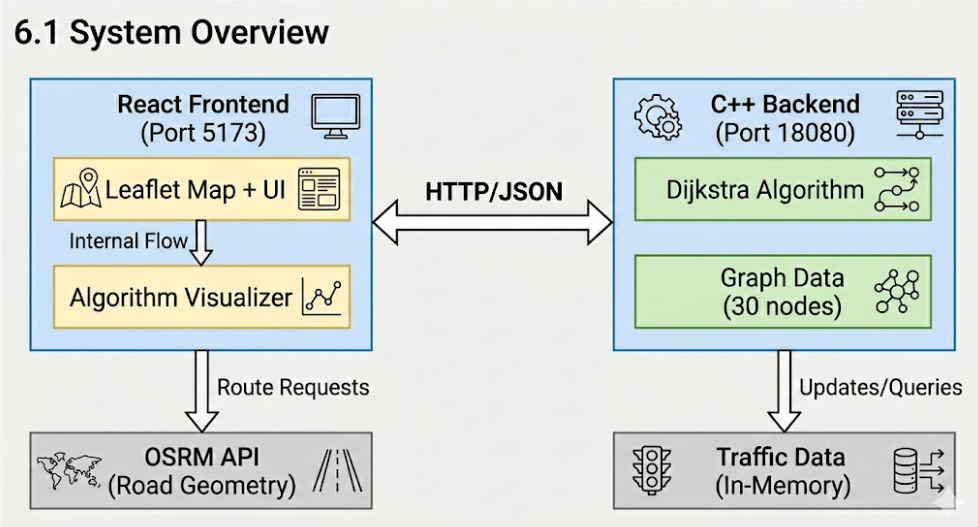 6.1 System Overview
React Frontend
(Port 5173)
Leaflet Map + UI
Internal Flow
Algorithm Visualizer
HTTP/JSON
C++ Backend
(Port 18080)
Dijkstra Algorithm
Graph Data
(30 nodes)
Route Requests
Updates/Queries
OSRM API
(Road Geometry)
Traffic Data
(In-Memory)